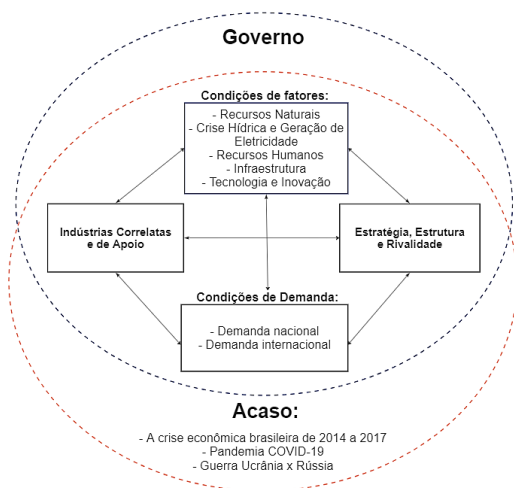 Governo
Condições de fatores:
- Recursos Naturais
- Crise Hídrica e Geração de
Eletricidade
- Recursos Humanos
- Infraestrutura
- Tecnologia e Inovação
Indústrias Correlatas
e de Apoio
Estratégia, Estrutura
e Rivalidade
Condições de Demanda:
- Demanda nacional
- Demanda internacional
Acaso:
- A crise econômica brasileira de 2014 a 2017
- Pandemia COVID-19
- Guerra Ucrânia x Rússia